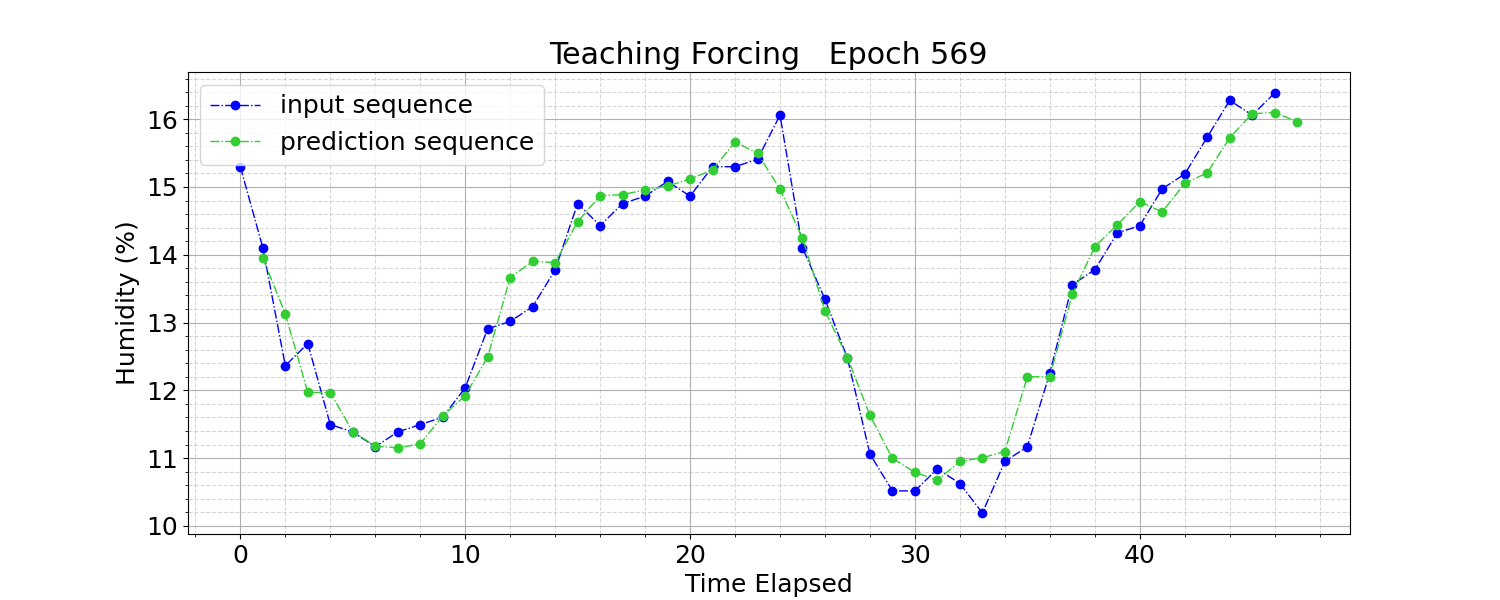 Teaching Forcing   Epoch 569
input sequence
prediction sequence
Humidity (%)
16
15
14
13
12
11
10
0 10 20 30 40
Time Elapsed